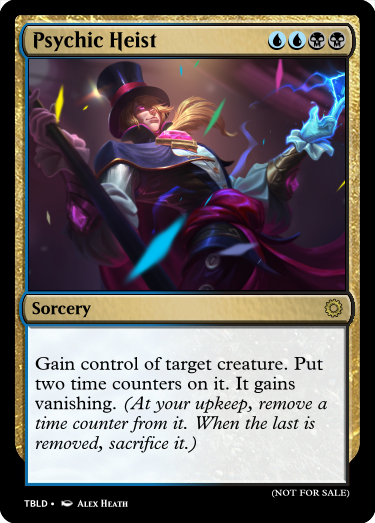 Psychic Heist
Sorcery
Gain control of target creature. Put
two time counters on it. It gains
vanishing. (At your upkeep, remove a
time counter from it. When the last is
removed, sacrifice it.)
(NOT FOR SALE)
TBLD • Alex Heath